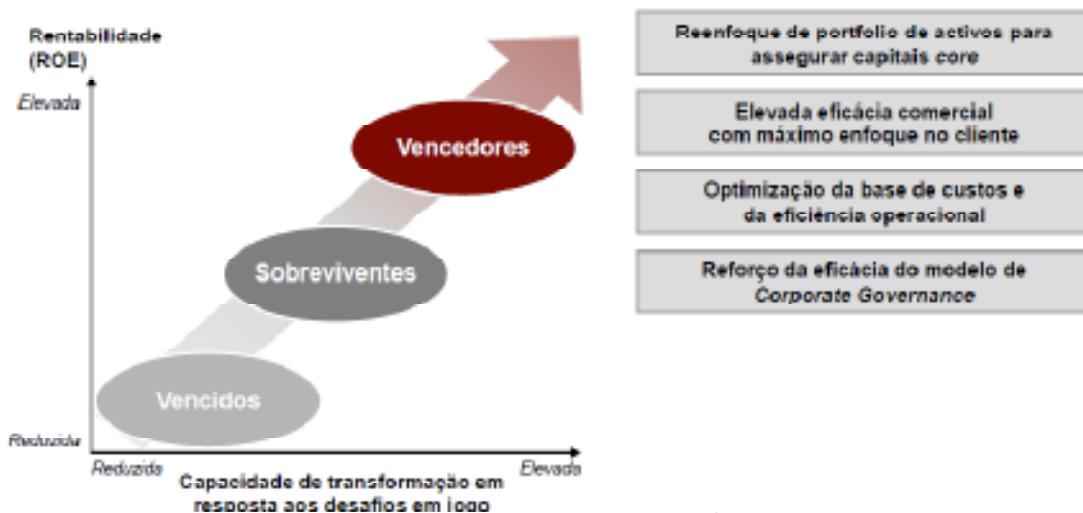 Rentabilidade
(ROE)
Elevada
Vencedores
Sobreviventes
Vencidos
Reduzida
Reduzida
Elevada
Capacidade de transformação em
resposta aos desafios em jogo
Reenfoque de portfolio de activos para
assegurar capitais core
Elevada eficácia comercial
com máximo enfoque no cliente
Optimização da base de custos e
da eficiência operacional
Reforço da eficácia do modelo de
Corporate Governance